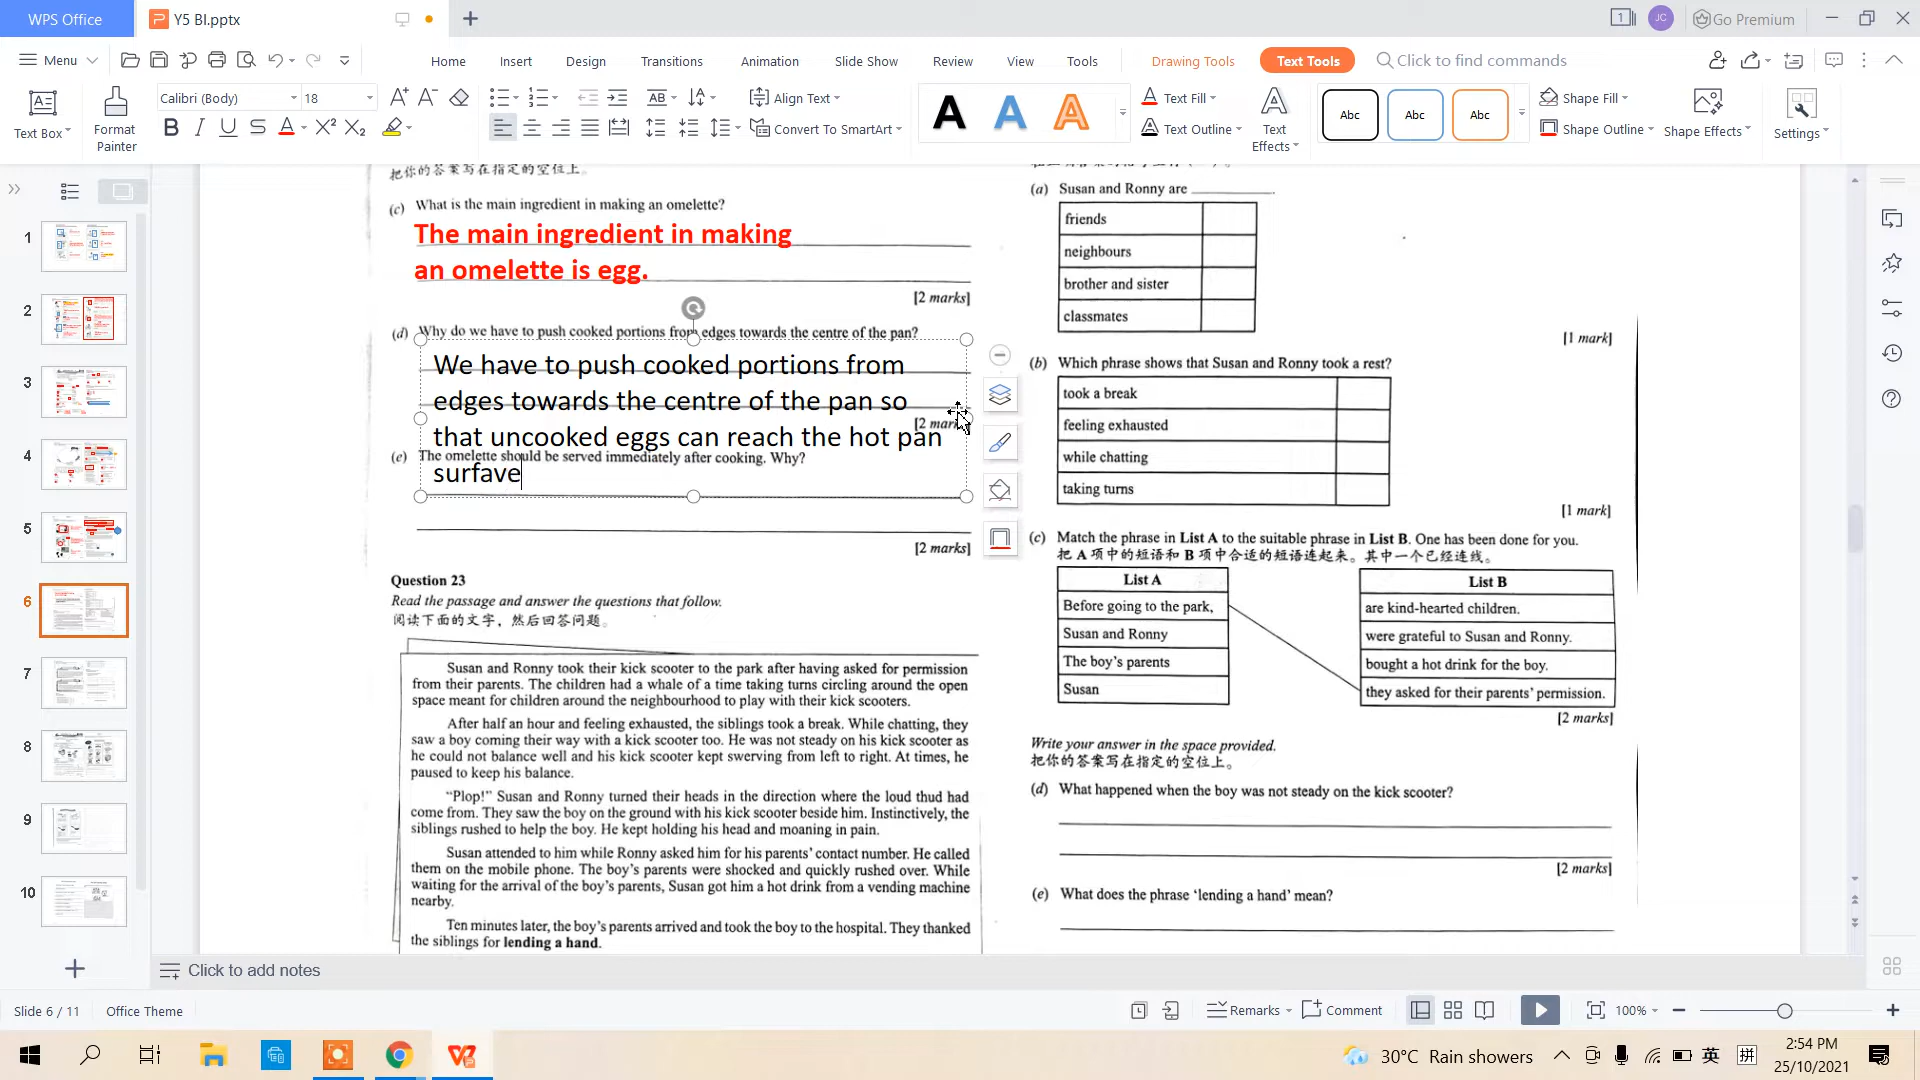 WPS Office
Y5 BI.pptx
JC
Go Premium
Menu
Home
Insert
Design
Transitions
Animation
Slide Show
Review
View
Tools
Drawing Tools
Text Tools
Click to find commands
Text Box
Format
Painter
Calibri (Body)
18
Align Text
Convert To SmartArt
Text Fill
Text Outline
Text
Effects
Abc
Abc
Abc
Shape Fill
Shape Outline
Shape Effects
Settings
1
2
3
4
5
6
7
8
9
10
把你的答案写在指定的空位上。
(c) What is the main ingredient in making an omelette?
The main ingredient in making
an omelette is egg.
[2 marks]
(d) Why do we have to push cooked portions from edges towards the centre of the pan?
We have to push cooked portions from
edges towards the centre of the pan so
[2 mark
that uncooked eggs can reach the hot pan
(e) The omelette should be served immediately after cooking. Why?
surfave
[2 marks]
Question 23
Read the passage and answer the questions that follow.
阅读下面的文字，然后回答问题。
Susan and Ronny took their kick scooter to the park after having asked for permission
from their parents. The children had a whale of a time taking turns circling around the open
space meant for children around the neighbourhood to play with their kick scooters.
After half an hour and feeling exhausted, the siblings took a break. While chatting, they
saw a boy coming their way with a kick scooter too. He was not steady on his kick scooter as
he could not balance well and his kick scooter kept swerving from left to right. At times, he
paused to keep his balance.
"Plop!" Susan and Ronny turned their heads in the direction where the loud thud had
come from. They saw the boy on the ground with his kick scooter beside him. Instinctively, the
siblings rushed to help the boy. He kept holding his head and moaning in pain.
Susan attended to him while Ronny asked him for his parents' contact number. He called
them on the mobile phone. The boy's parents were shocked and quickly rushed over. While
waiting for the arrival of the boy's parents, Susan got him a hot drink from a vending machine
nearby.
Ten minutes later, the boy's parents arrived and took the boy to the hospital. They thanked
the siblings for lending a hand.
(a) Susan and Ronny are
friends
neighbours
brother and sister
classmates
[1 mark]
(b) Which phrase shows that Susan and Ronny took a rest?
took a break
feeling exhausted
while chatting
taking turns
[1 mark]
(c) Match the phrase in List A to the suitable phrase in List B. One has been done for you.
把 A 项中的短语和 B 项中合适的短语连起来。其中一个已经连线。
List A
Before going to the park,
Susan and Ronny
The boy's parents
Susan
List B
are kind-hearted children.
were grateful to Susan and Ronny.
bought a hot drink for the boy.
they asked for their parents' permission.
[2 marks]
Write your answer in the space provided.
把你的答案写在指定的空位上。
(d) What happened when the boy was not steady on the kick scooter?
[2 marks]
(e) What does the phrase 'lending a hand' mean?
Click to add notes
Slide 6 / 11
Office Theme
Remarks
Comment
100%
30°C Rain showers
英
拼
2:54 PM
25/10/2021